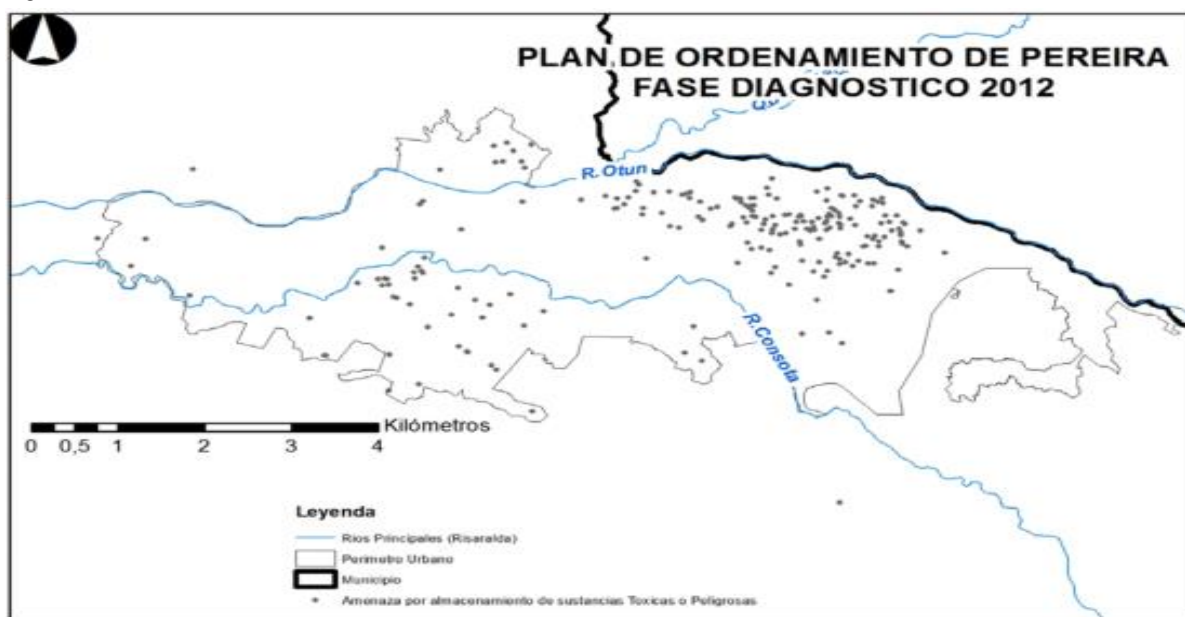 PLAN DE ORDENAMIENTO DE PEREIRA
FASE DIAGNOSTICO 2012
R. Otun
R. Consota
Kilómetros
0 0,5 1 2 3 4
Leyenda
Rios Principales (Risaralda)
Perimetro Urbano
Municipio
Amenaza por almacenamiento de sustancias Toxicas o Peligrosas